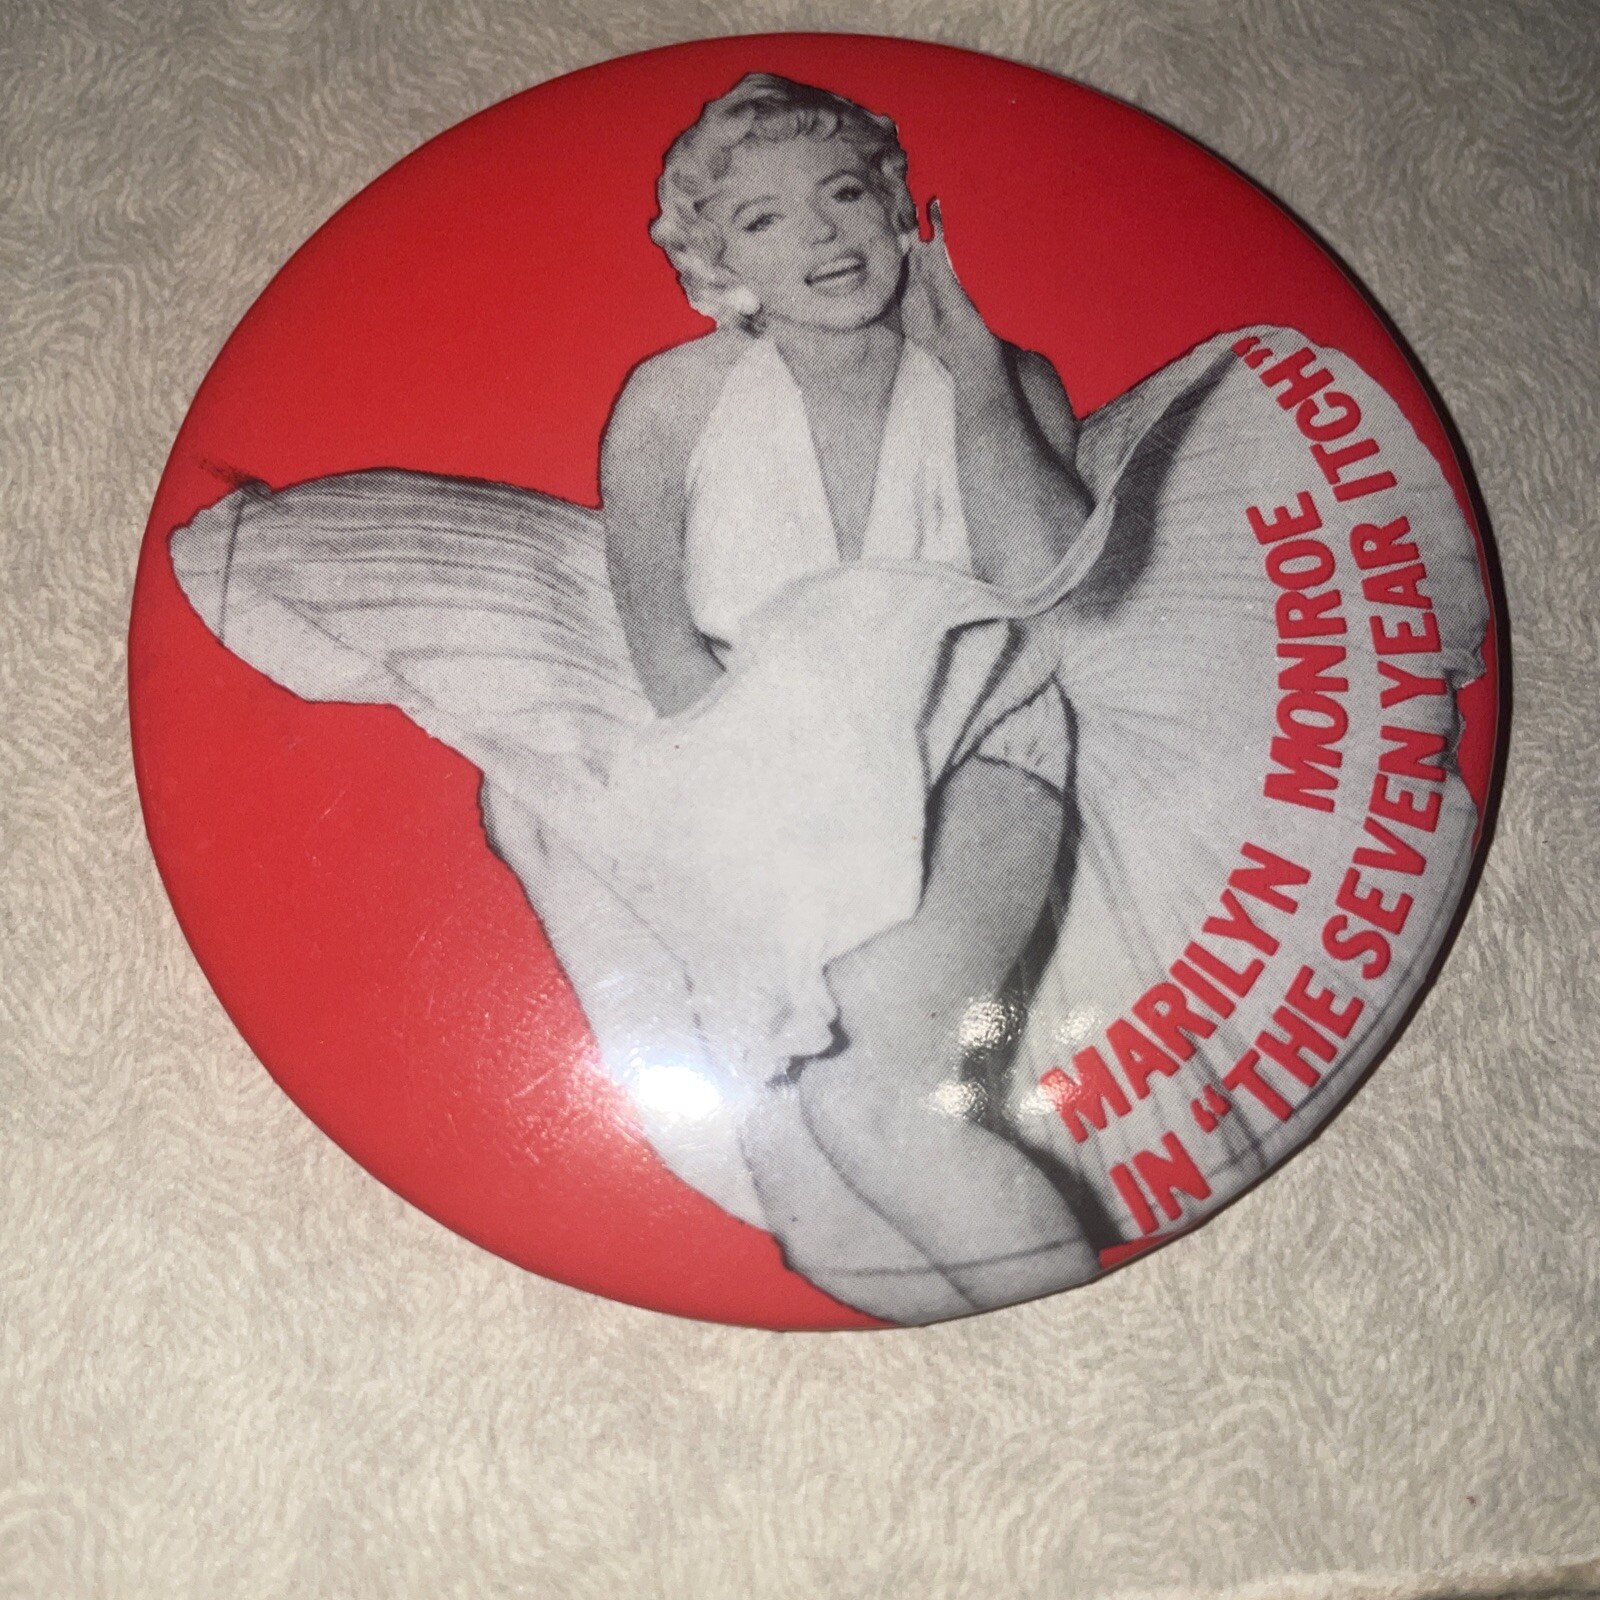 MARILYN MONROE
IN "THE SEVEN YEAR ITCH"